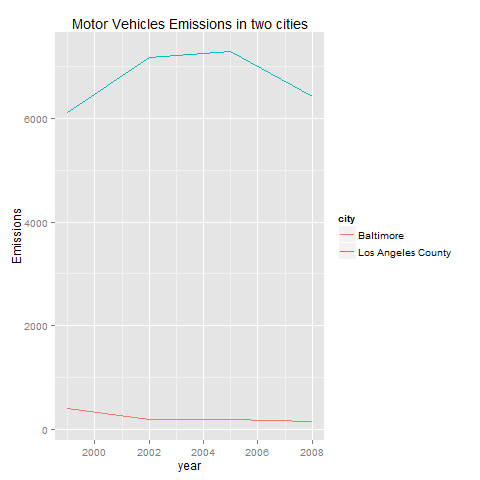 Motor Vehicles Emissions in two cities
6000
4000
2000
0
Emissions
2000 2002 2004 2006 2008
year
city
Baltimore
Los Angeles County